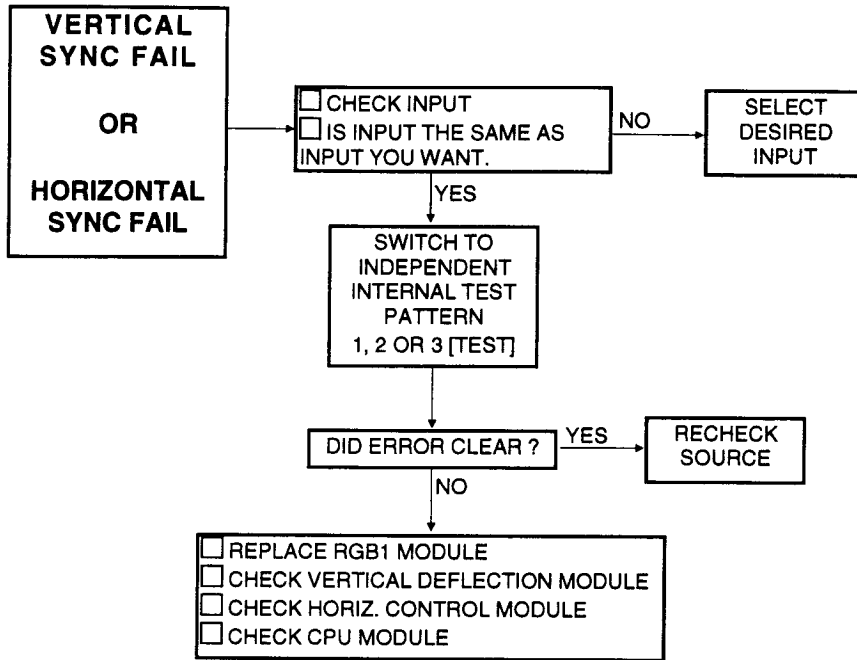 VERTICAL
SYNC FAIL
OR
HORIZONTAL
SYNC FAIL
☐ CHECK INPUT
☐ IS INPUT THE SAME AS
INPUT YOU WANT.
NO
SELECT
DESIRED
INPUT
YES
SWITCH TO
INDEPENDENT
INTERNAL TEST
PATTERN
1, 2 OR 3 [TEST]
DID ERROR CLEAR ?
YES
RECHECK
SOURCE
NO
☐ REPLACE RGB1 MODULE
☐ CHECK VERTICAL DEFLECTION MODULE
☐ CHECK HORIZ. CONTROL MODULE
☐ CHECK CPU MODULE